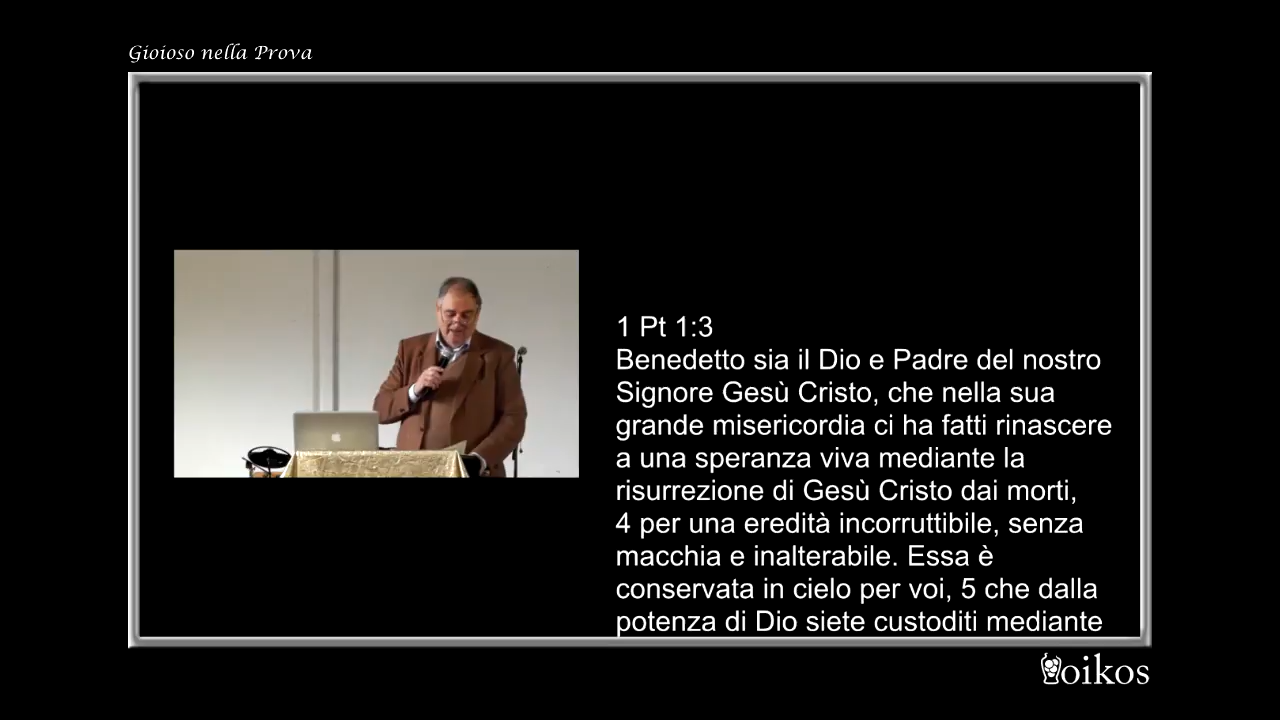 Gioioso nella Prova
1 Pt 1:3
Benedetto sia il Dio e Padre del nostro
Signore Gesù Cristo, che nella sua
grande misericordia ci ha fatti rinascere
a una speranza viva mediante la
risurrezione di Gesù Cristo dai morti,
4 per una eredità incorruttibile, senza
macchia e inalterabile. Essa è
conservata in cielo per voi, 5 che dalla
potenza di Dio siete custoditi mediante
oikos